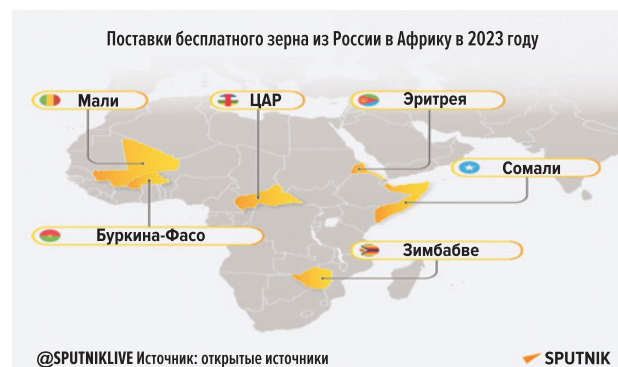 Поставки бесплатного зерна из России в Африку в 2023 году
Мали
ЦАР
Эритрея
Сомали
Буркина-Фасо
Зимбабве
@SPUTNIKLIVE Источник: открытые источники
SPUTNIK